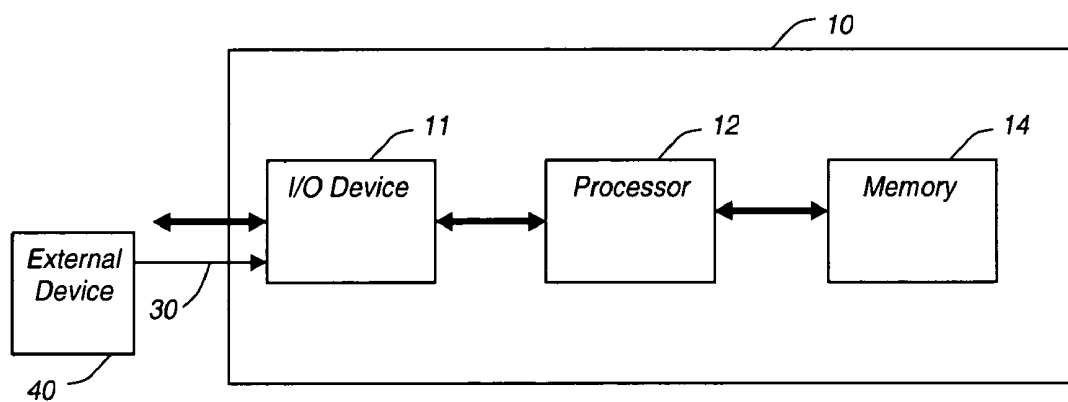 10
11
12
14
I/O Device
Processor
Memory
External
Device
30
40